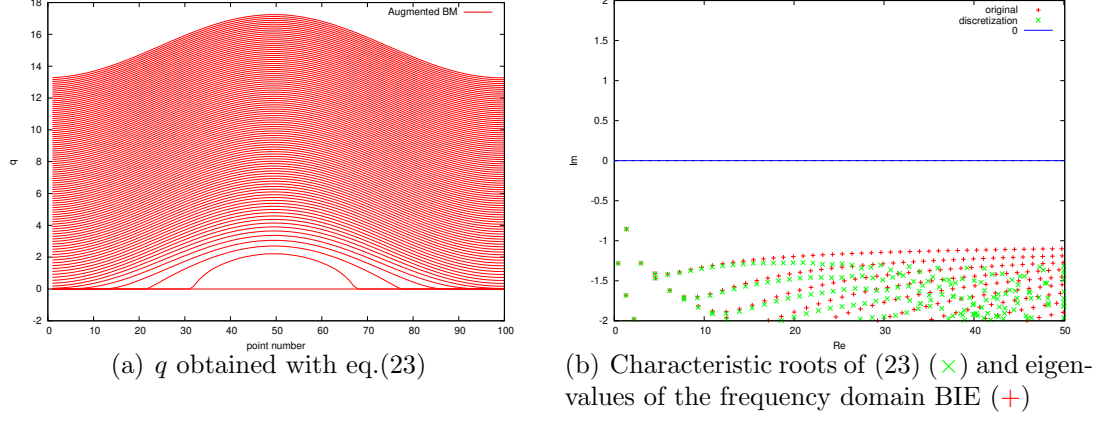 18
16
14
12
10
8
6
4
2
0
-2
q
Augmented BM
0 10 20 30 40 50 60 70 80 90 100
point number
(a) q obtained with eq.(23)
2
1.5
1
0.5
0
-0.5
-1
-1.5
-2
Im
original
discretization
0
0 10 20 30 40 50
Re
(b) Characteristic roots of (23) (×) and eigen-
values of the frequency domain BIE (+)